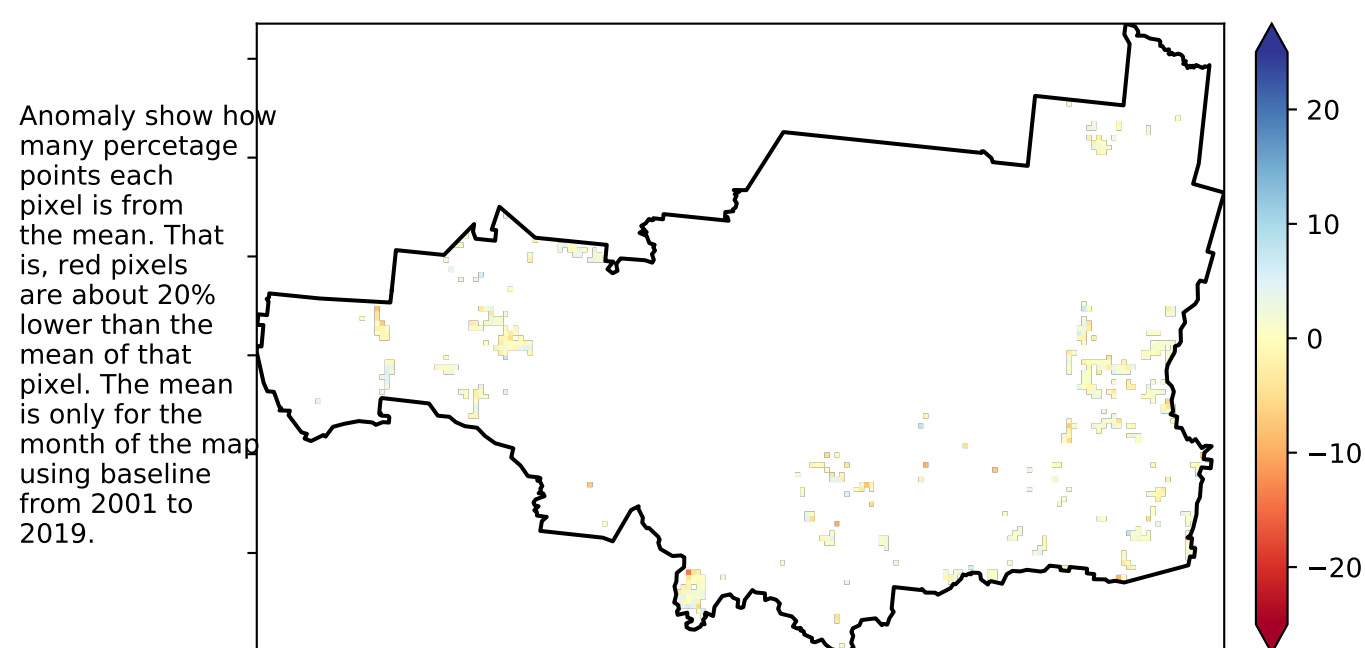 Anomaly show how
many percetage
points each
pixel is from
the mean. That
is, red pixels
are about 20%
lower than the
mean of that
pixel. The mean
is only for the
month of the map
using baseline
from 2001 to
2019.
20
10
0
−10
−20